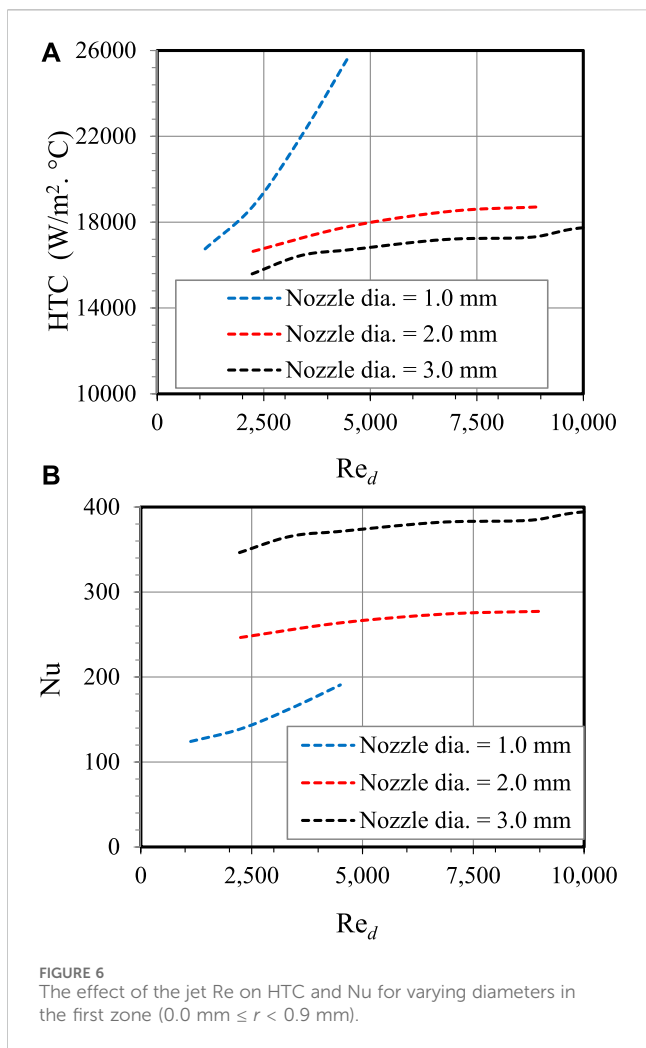 A
26000
22000
18000
14000
10000
HTC (W/m². °C)
Nozzle dia. = 1.0 mm
Nozzle dia. = 2.0 mm
Nozzle dia. = 3.0 mm
0 2,500 5,000 7,500 10,000
Re_d
B
400
300
200
100
0
Nu
Nozzle dia. = 1.0 mm
Nozzle dia. = 2.0 mm
Nozzle dia. = 3.0 mm
0 2,500 5,000 7,500 10,000
Re_d
FIGURE 6
The effect of the jet Re on HTC and Nu for varying diameters in
the first zone (0.0 mm ≤ r < 0.9 mm).